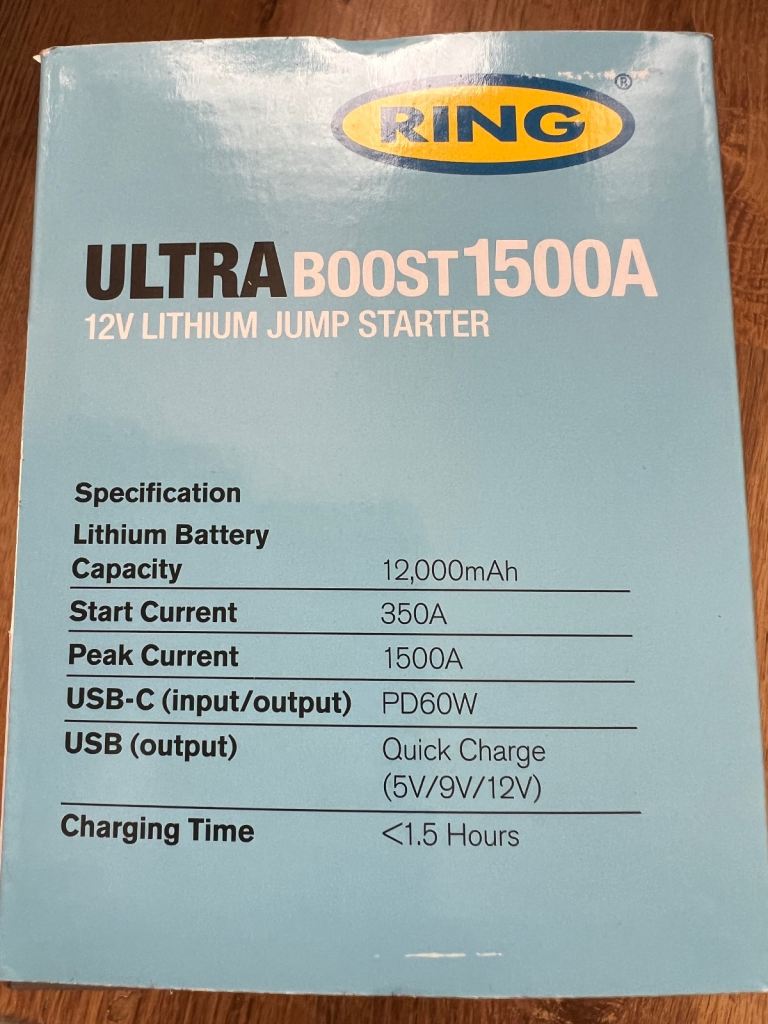 RING®
ULTRA BOOST 1500A
12V LITHIUM JUMP STARTER
Specification
Lithium Battery
Capacity 12,000mAh
Start Current 350A
Peak Current 1500A
USB-C (input/output) PD60W
USB (output) Quick Charge
(5V/9V/12V)
Charging Time <1.5 Hours